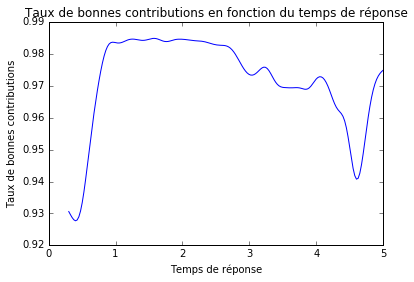 Taux de bonnes contributions en fonction du temps de réponse
0.99
0.98
0.97
0.96
0.95
0.94
0.93
0.92
Taux de bonnes contributions
0 1 2 3 4 5
Temps de réponse